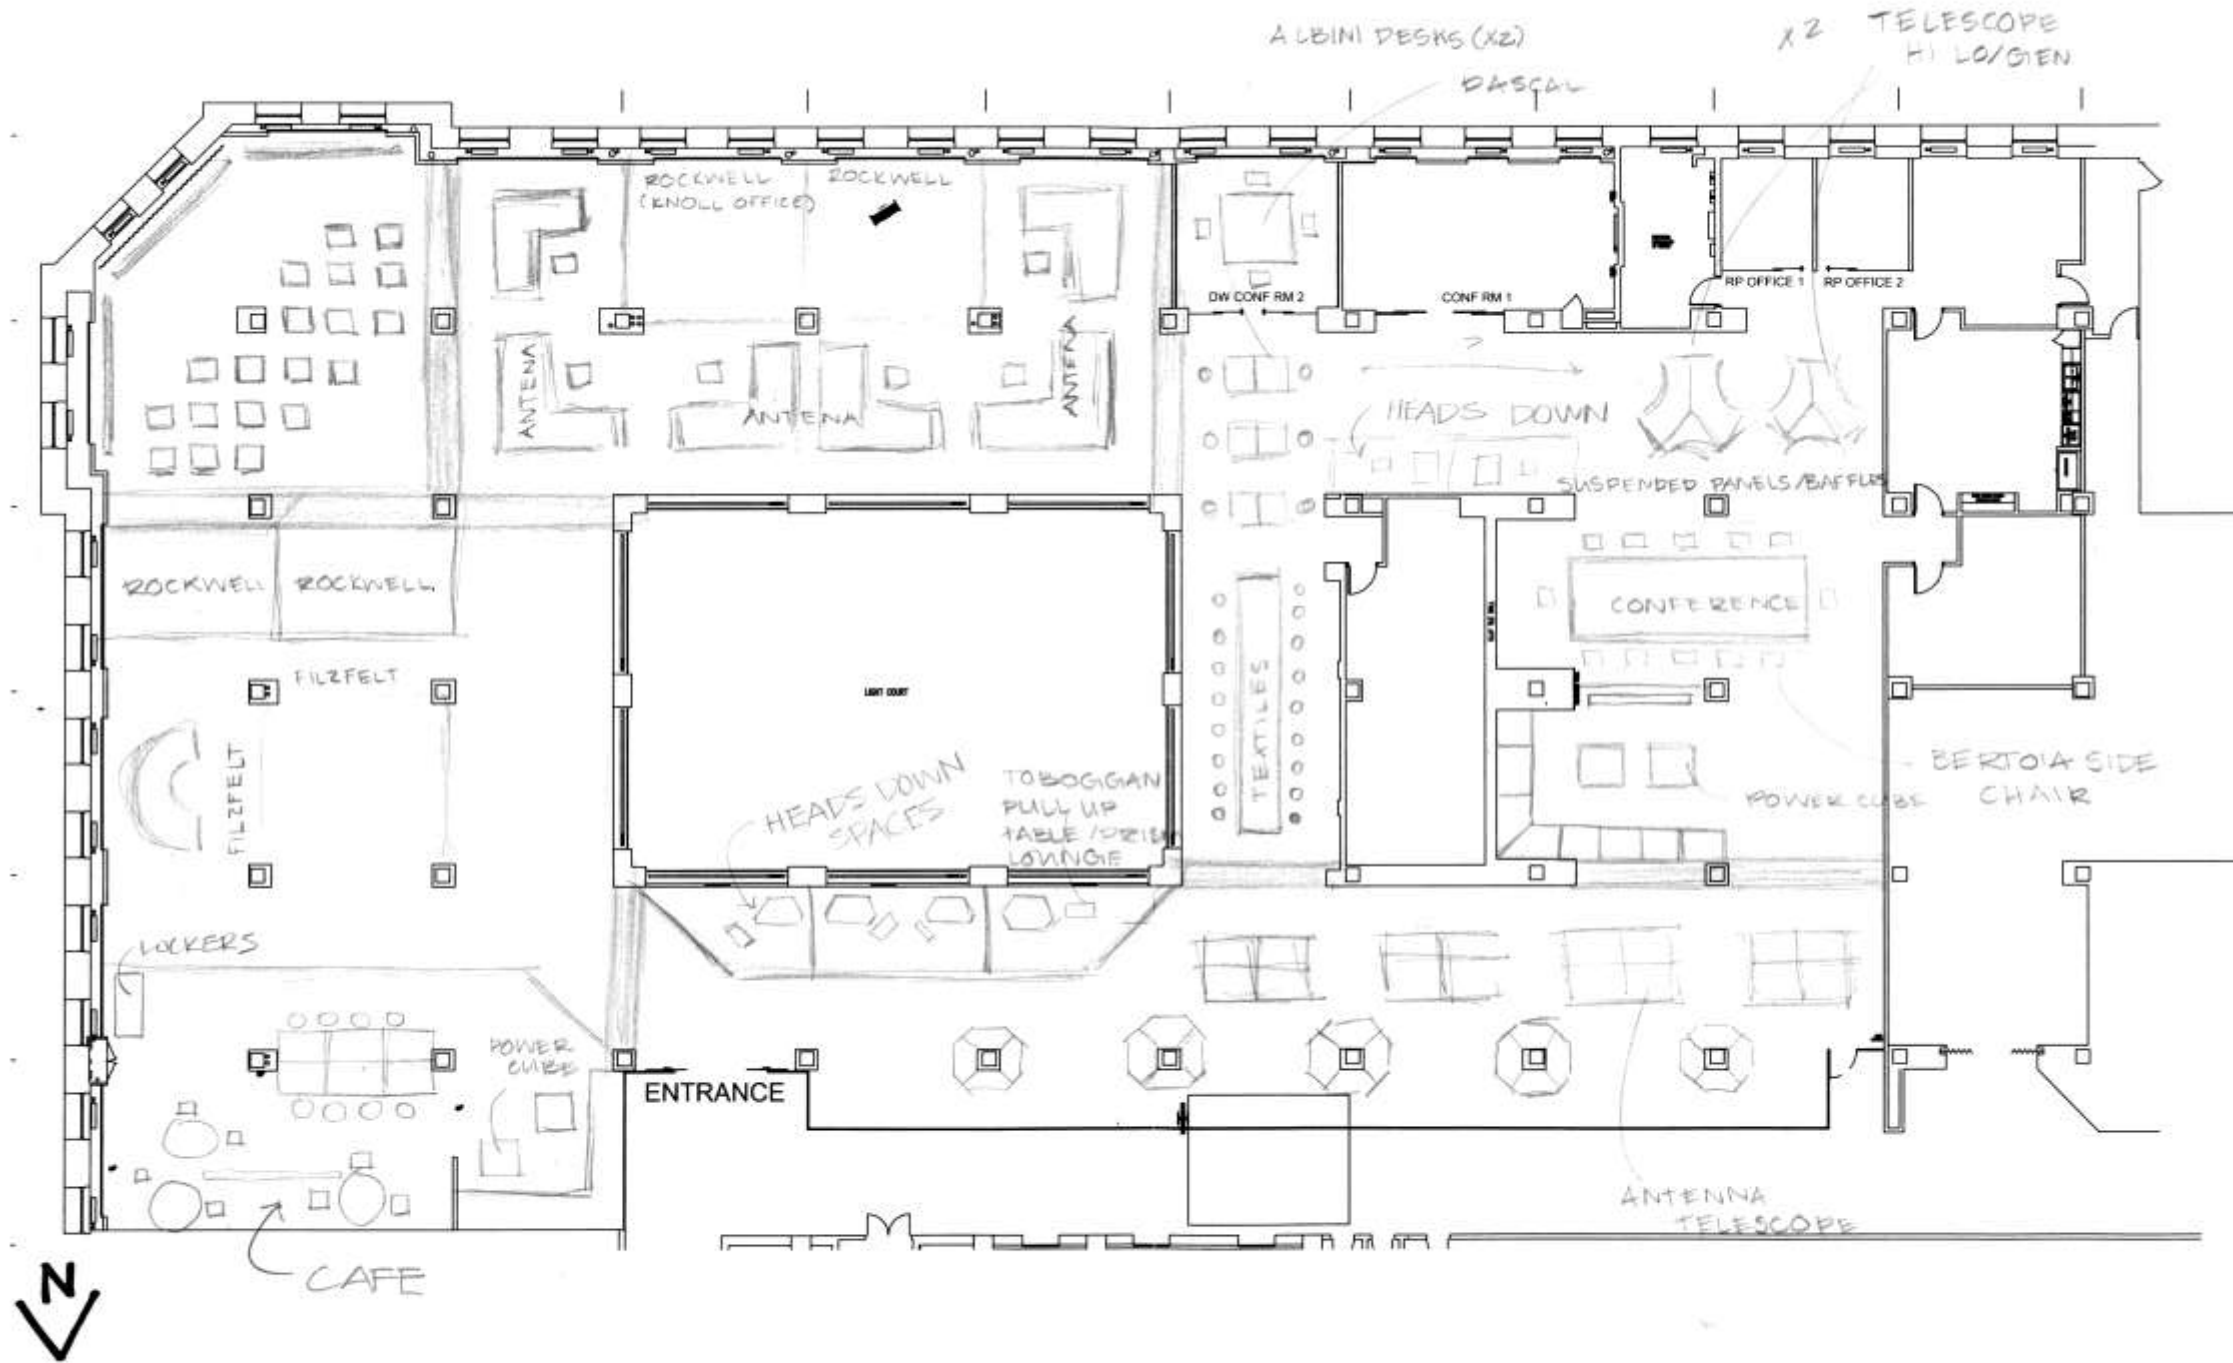 ALBINI DESKS (X2)
DASCAL
X2 TELESCOPE
HI LO/GEN
ROCKWELL
(KNOLL OFFICE)
ROCKWELL
DW CONF RM 2
CONF RM 1
RP OFFICE 1
RP OFFICE 2
ANTENA
ANTENA
ANTENA
?
HEADS DOWN
SUSPENDED PANELS/BAFFLES
ROCKWELL
ROCKWELL
CONFERENCE
FILZFELT
FILZFELT
LIGHT COURT
TEXTILES
HEADS DOWN
SPACES
TOBOGGAN
PULL UP
TABLE /
LOUNGE
BERTOIA SIDE
CHAIR
POWER CUBE
LOCKERS
POWER
CUBE
ENTRANCE
ANTENNA
TELESCOPE
CAFE
N